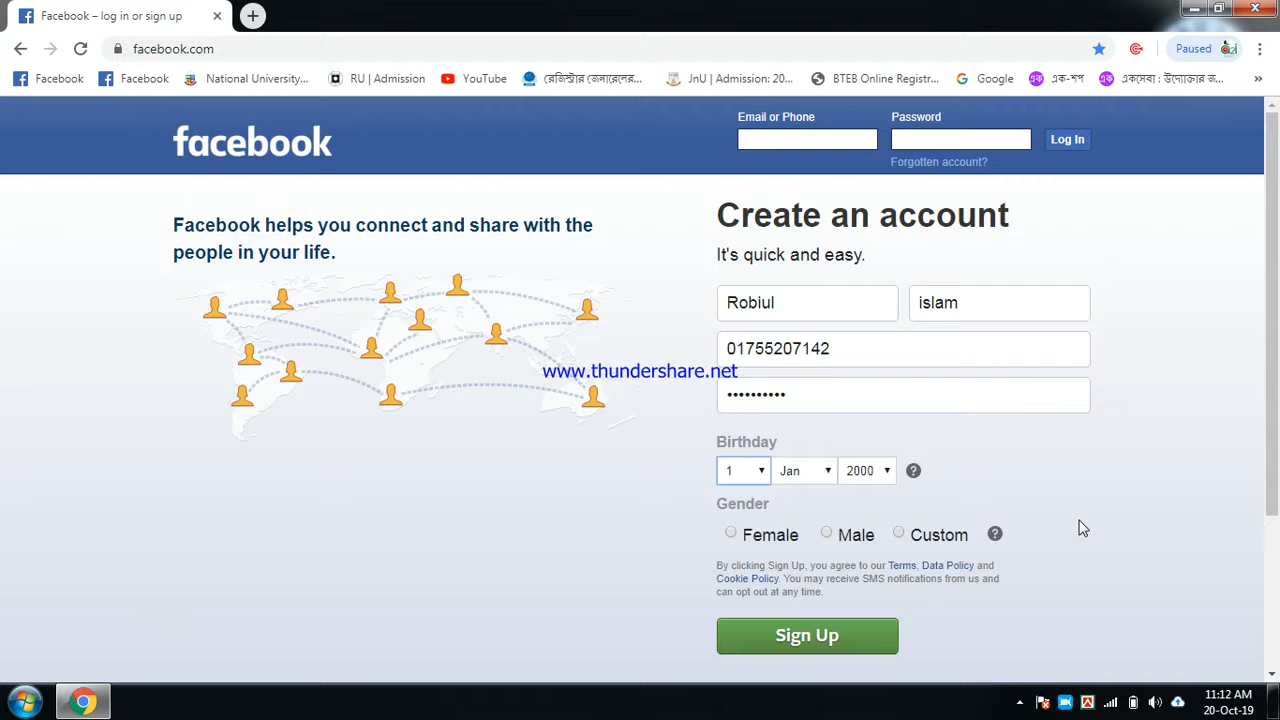 Facebook – log in or sign up
facebook.com
Paused
Facebook
Facebook
National University...
RU | Admission
YouTube
রেজিস্টার জেনারেলের...
JnU | Admission: 20...
BTEB Online Registr...
Google
এক-শপ
একসেবা : উদ্যোক্তার জ...
»
facebook
Email or Phone
Password
Log In
Forgotten account?
Facebook helps you connect and share with the
people in your life.
Create an account
It's quick and easy.
Robiul
islam
01755207142
www.thundershare.net
••••••••••
Birthday
1
Jan
2000
?
Gender
Female
Male
Custom
?
By clicking Sign Up, you agree to our Terms, Data Policy and
Cookie Policy. You may receive SMS notifications from us and
can opt out at any time.
Sign Up
11:12 AM
20-Oct-19